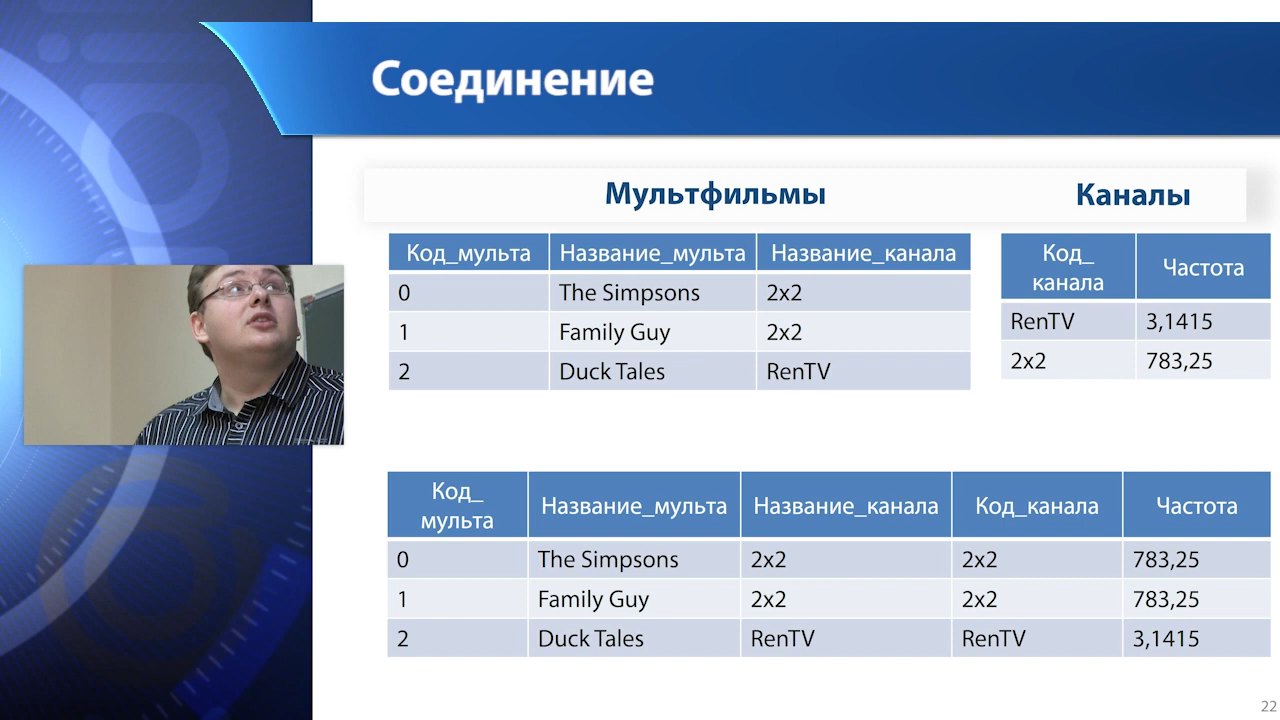 Соединение
Мультфильмы Каналы
Код_мульта Название_мульта Название_канала
0 The Simpsons 2x2
1 Family Guy 2x2
2 Duck Tales RenTV
Код_
канала Частота
RenTV 3,1415
2x2 783,25
Код_
мульта Название_мульта Название_канала Код_канала Частота
0 The Simpsons 2x2 2x2 783,25
1 Family Guy 2x2 2x2 783,25
2 Duck Tales RenTV RenTV 3,1415
22